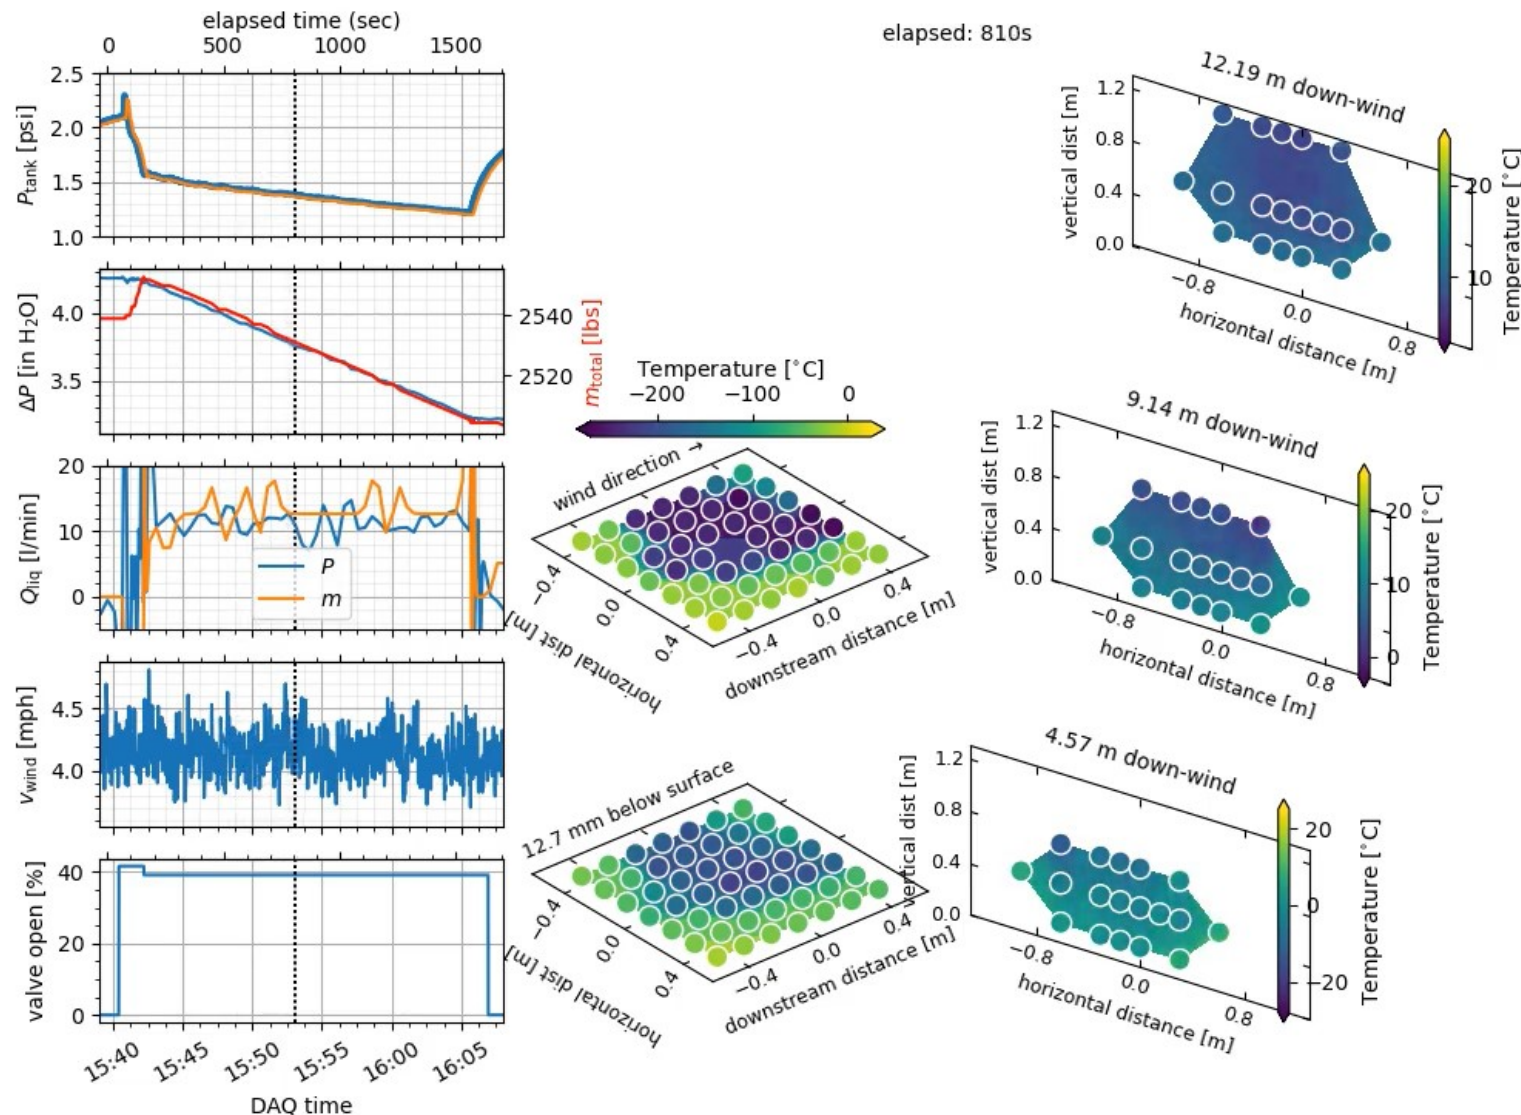 elapsed time (sec)
0 500 1000 1500
elapsed: 810s
2.5
2.0
1.5
1.0
P_tank [psi]
4.0
3.5
ΔP [in H₂O]
2540
2520
m_total [lbs]
20
10
0
Q_liq [l/min]
P
m
4.5
4.0
v_wind [mph]
40
20
0
valve open [%]
15:40 15:45 15:50 15:55 16:00 16:05
DAQ time
Temperature [°C]
−200 −100 0
wind direction →
−0.4 0.0 0.4
horizontal dist [m]
−0.4 0.0 0.4
downstream distance [m]
12.7 mm below surface
−0.4 0.0 0.4
horizontal dist [m]
−0.4 0.0 0.4
downstream distance [m]
12.19 m down-wind
1.2
0.8
0.4
0.0
vertical dist [m]
−0.8 0.0 0.8
horizontal distance [m]
20
10
Temperature [°C]
9.14 m down-wind
1.2
0.8
0.4
0.0
vertical dist [m]
−0.8 0.0 0.8
horizontal distance [m]
20
10
0
Temperature [°C]
4.57 m down-wind
1.2
0.8
0.4
0.0
vertical dist [m]
−0.8 0.0 0.8
horizontal distance [m]
20
0
−20
Temperature [°C]